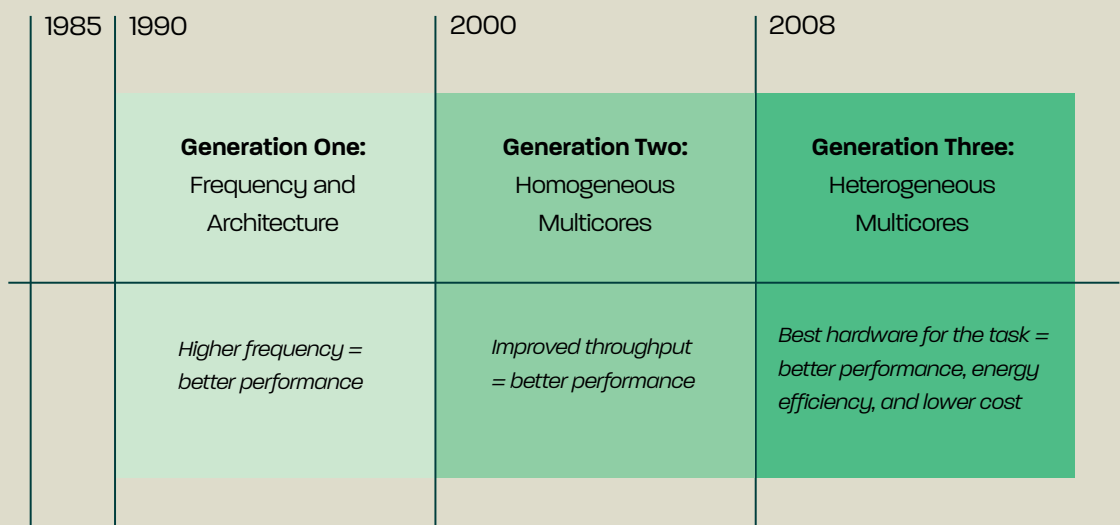 1985
1990
2000
2008
Generation One:
Frequency and
Architecture
Generation Two:
Homogeneous
Multicores
Generation Three:
Heterogeneous
Multicores
Higher frequency =
better performance
Improved throughput
= better performance
Best hardware for the task =
better performance, energy
efficiency, and lower cost